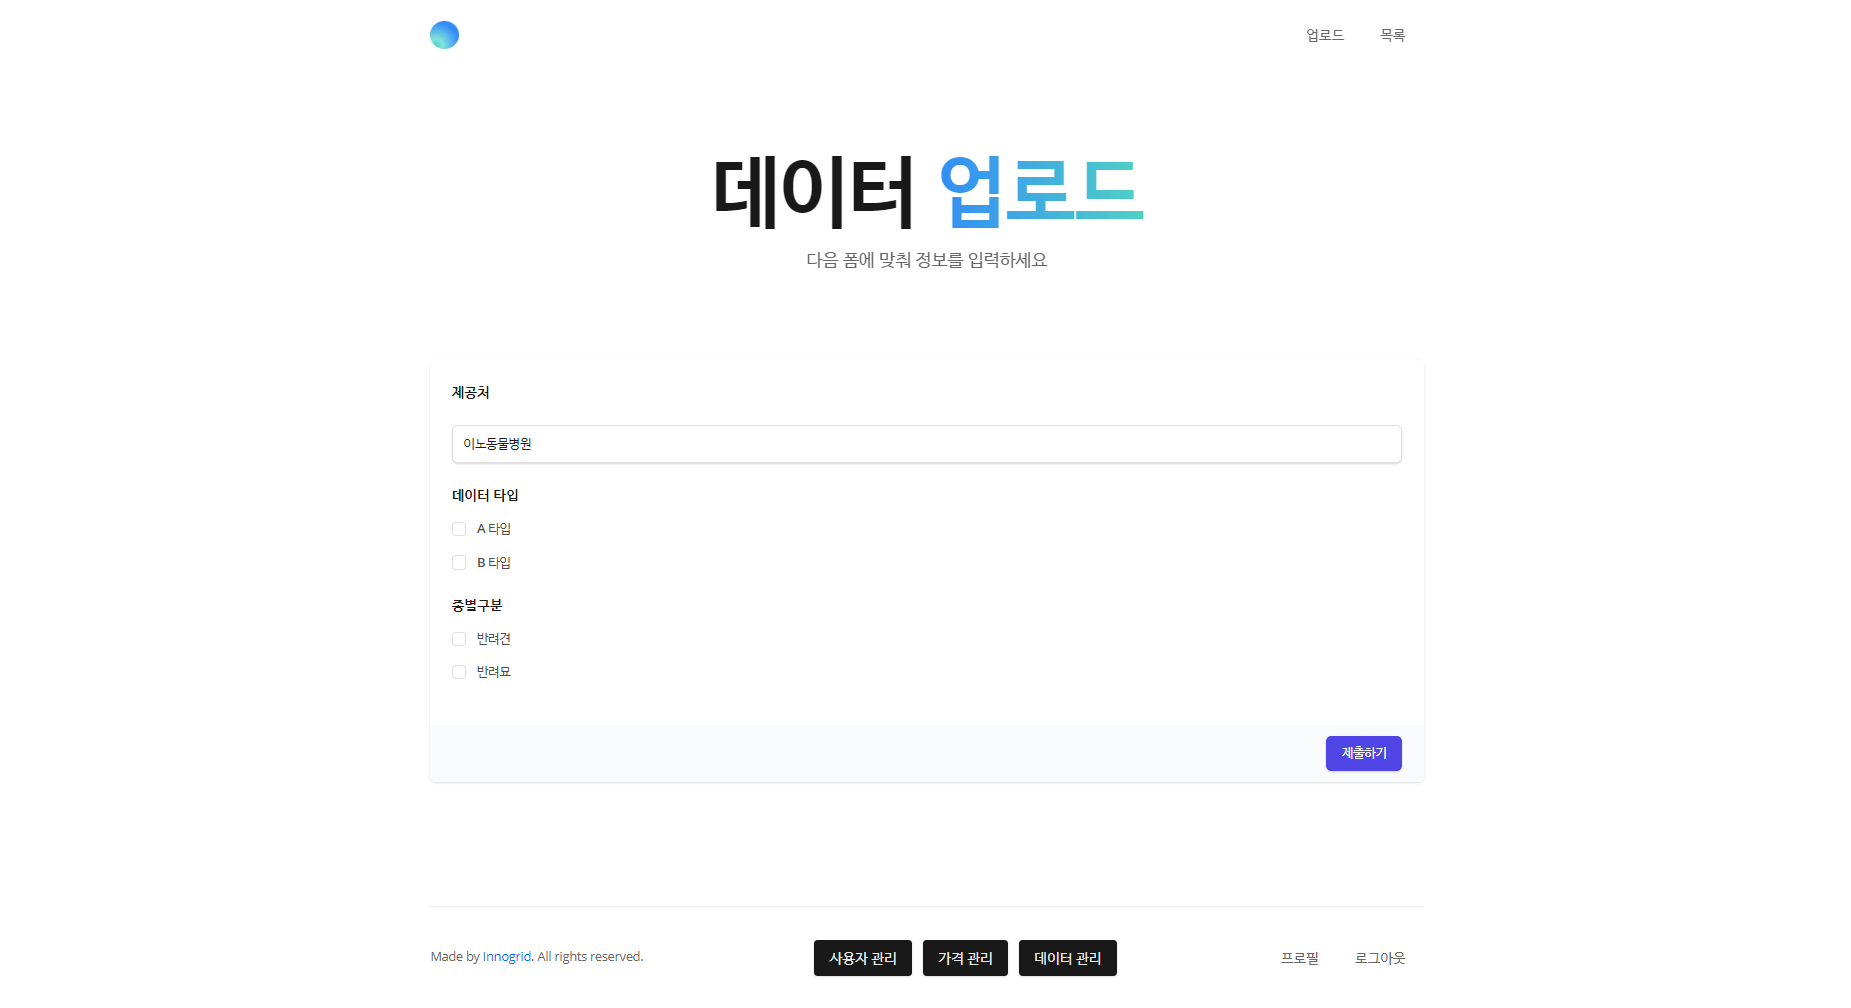 업로드 목록
데이터 업로드
다음 폼에 맞춰 정보를 입력하세요
제공처
이노동물병원
데이터 타입
A 타입
B 타입
종별구분
반려견
반려묘
제출하기
Made by Innogrid. All rights reserved. 사용자 관리 가격 관리 데이터 관리 프로필 로그아웃